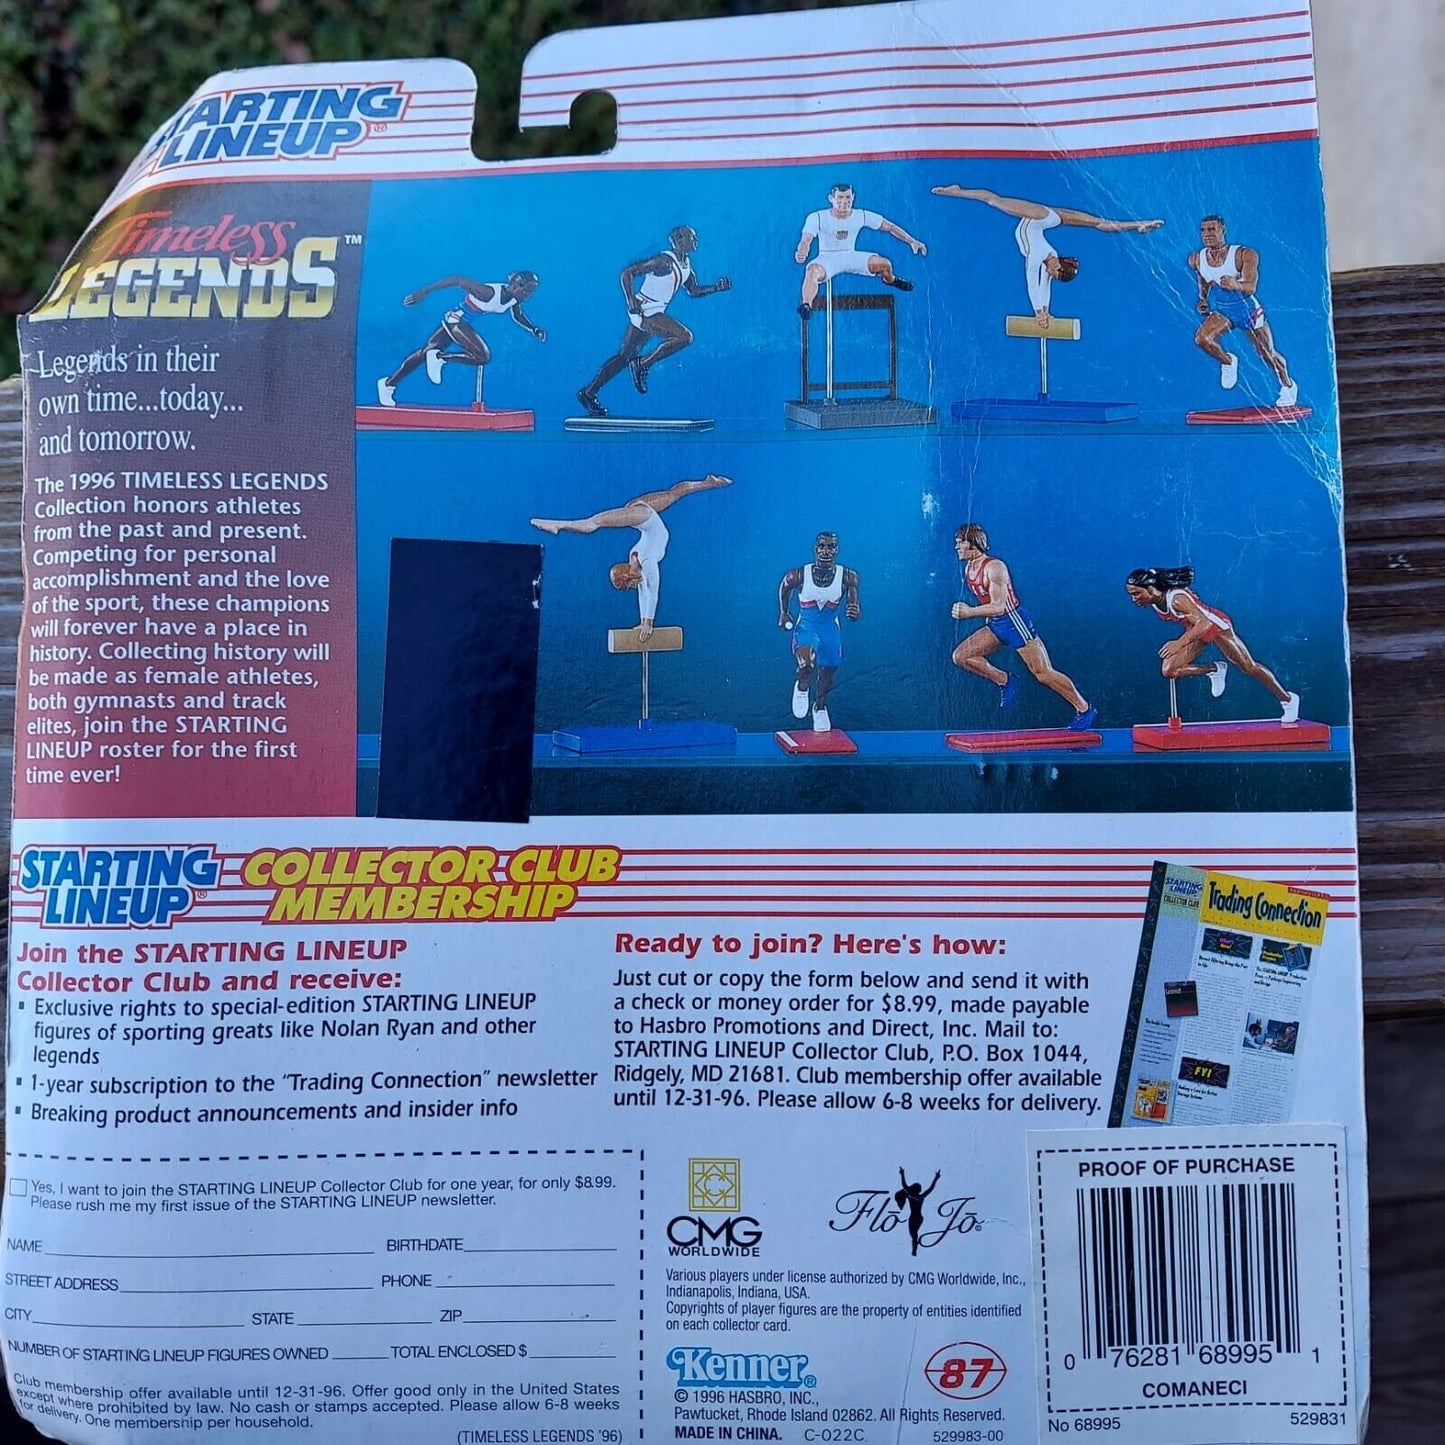 STARTING
LINEUP®
Timeless
LEGENDS™
Legends in their
own time...today...
and tomorrow.
The 1996 TIMELESS LEGENDS
Collection honors athletes
from the past and present.
Competing for personal
accomplishment and the love
of the sport, these champions
will forever have a place in
history. Collecting history will
be made as female athletes,
both gymnasts and track
elites, join the STARTING
LINEUP roster for the first
time ever!
STARTING
LINEUP®
COLLECTOR CLUB
MEMBERSHIP
Join the STARTING LINEUP
Collector Club and receive:
▪ Exclusive rights to special-edition STARTING LINEUP
figures of sporting greats like Nolan Ryan and other
legends
▪ 1-year subscription to the "Trading Connection" newsletter
▪ Breaking product announcements and insider info
Ready to join? Here's how:
Just cut or copy the form below and send it with
a check or money order for $8.99, made payable
to Hasbro Promotions and Direct, Inc. Mail to:
STARTING LINEUP Collector Club, P.O. Box 1044,
Ridgely, MD 21681. Club membership offer available
until 12-31-96. Please allow 6-8 weeks for delivery.
STARTING
LINEUP
COLLECTOR CLUB
Trading Connection
FYI
Yes, I want to join the STARTING LINEUP Collector Club for one year, for only $8.99.
Please rush me my first issue of the STARTING LINEUP newsletter.
NAME BIRTHDATE
STREET ADDRESS PHONE
CITY STATE ZIP
NUMBER OF STARTING LINEUP FIGURES OWNED TOTAL ENCLOSED $
Club membership offer available until 12-31-96. Offer good only in the United States
except where prohibited by law. No cash or stamps accepted. Please allow 6-8 weeks
for delivery. One membership per household.
(TIMELESS LEGENDS '96)
CMG
WORLDWIDE
Flō Jō
Various players under license authorized by CMG Worldwide, Inc.,
Indianapolis, Indiana, USA.
Copyrights of player figures are the property of entities identified
on each collector card.
Kenner®
87
© 1996 HASBRO, INC.,
Pawtucket, Rhode Island 02862. All Rights Reserved.
MADE IN CHINA. C-022C 529983-00
PROOF OF PURCHASE
0 76281 68995 1
COMANECI
No 68995 529831